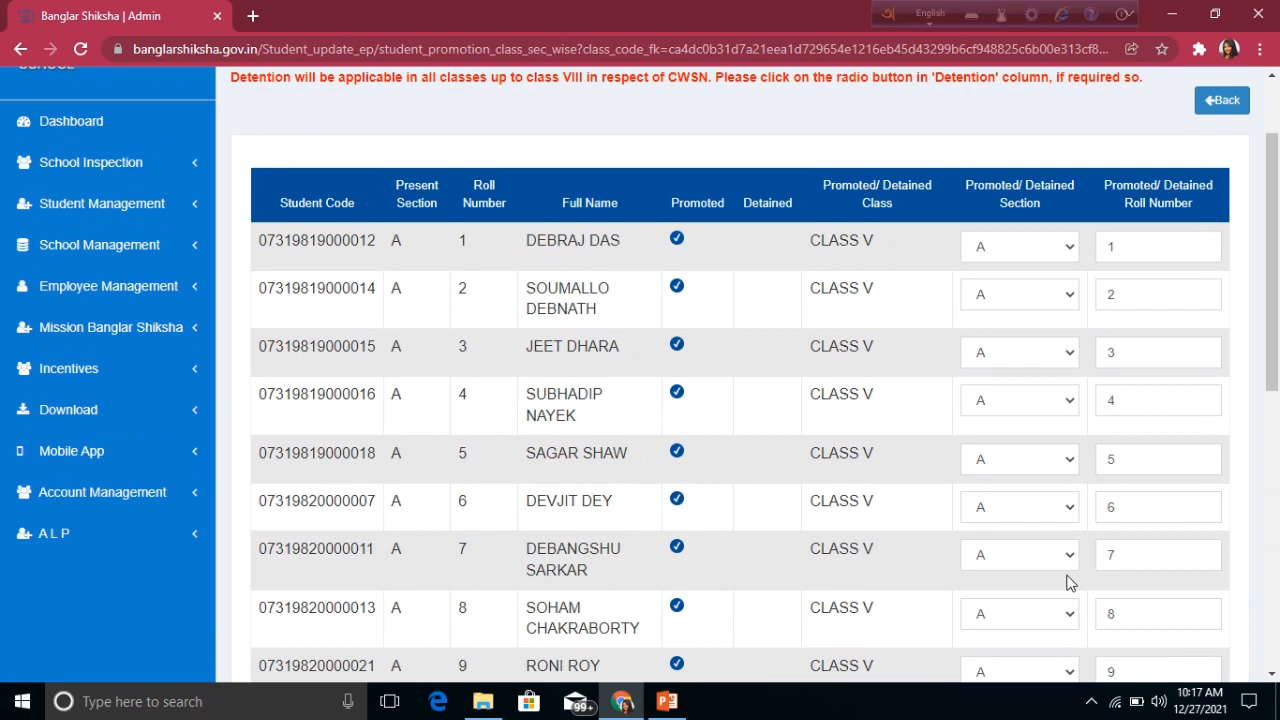 Banglar Shiksha | Admin
English
banglarshiksha.gov.in/Student_update_ep/student_promotion_class_sec_wise?class_code_fk=ca4dc0b31d7a21eea1d729654e1216eb45d43299b6cf948825c6b00e313cf8...
SCHOOL
Detention will be applicable in all classes up to class VIII in respect of CWSN. Please click on the radio button in 'Detention' column, if required so.
Back
Dashboard
School Inspection
Student Management
School Management
Employee Management
Mission Banglar Shiksha
Incentives
Download
Mobile App
Account Management
A L P
Student Code Present Section Roll Number Full Name Promoted Detained Promoted/ Detained Class Promoted/ Detained Section Promoted/ Detained Roll Number
07319819000012 A 1 DEBRAJ DAS CLASS V A 1
07319819000014 A 2 SOUMALLO DEBNATH CLASS V A 2
07319819000015 A 3 JEET DHARA CLASS V A 3
07319819000016 A 4 SUBHADIP NAYEK CLASS V A 4
07319819000018 A 5 SAGAR SHAW CLASS V A 5
07319820000007 A 6 DEVJIT DEY CLASS V A 6
07319820000011 A 7 DEBANGSHU SARKAR CLASS V A 7
07319820000013 A 8 SOHAM CHAKRABORTY CLASS V A 8
07319820000021 A 9 RONI ROY CLASS V A 9
Type here to search
99+
10:17 AM
12/27/2021